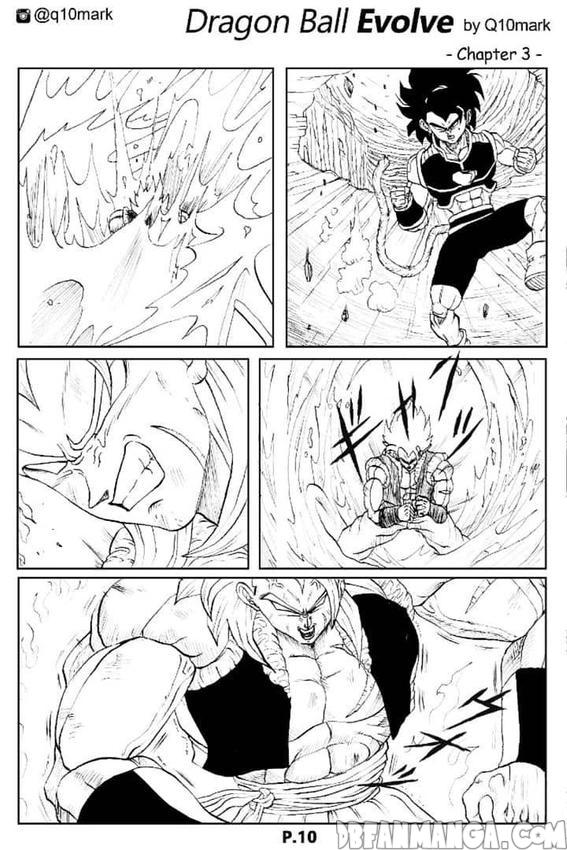 @q10mark
Dragon Ball Evolve by Q10mark
- Chapter 3 -
P.10
DBFANMANGA.COM